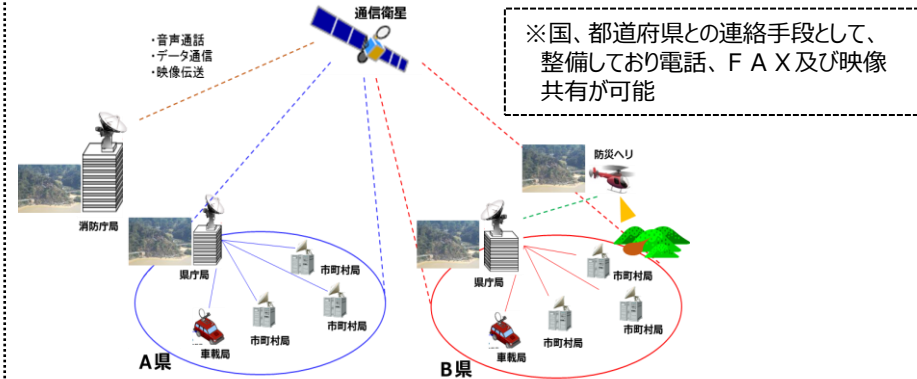 通信衛星
・音声通話
・データ通信
・映像伝送
※国、都道府県との連絡手段として、
整備しており電話、ＦＡＸ及び映像
共有が可能
防災ヘリ
消防庁局
県庁局
市町村局
市町村局
市町村局
車載局
A県
県庁局
市町村局
市町村局
市町村局
車載局
B県